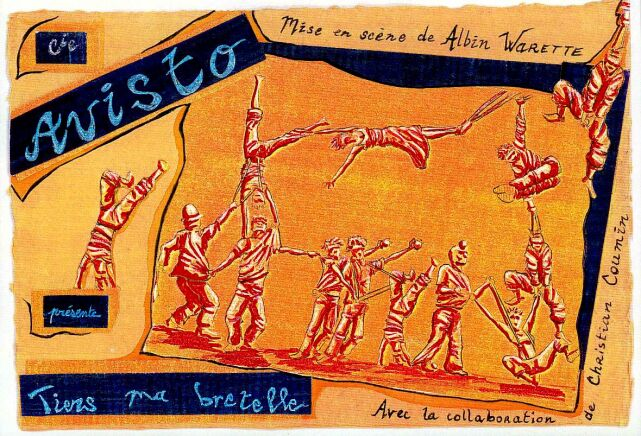 Cie
Avisto
Mise en scène de Albin WARETTE
présente
Tiens ma bretelle
Avec la collaboration
de Christian Coumin